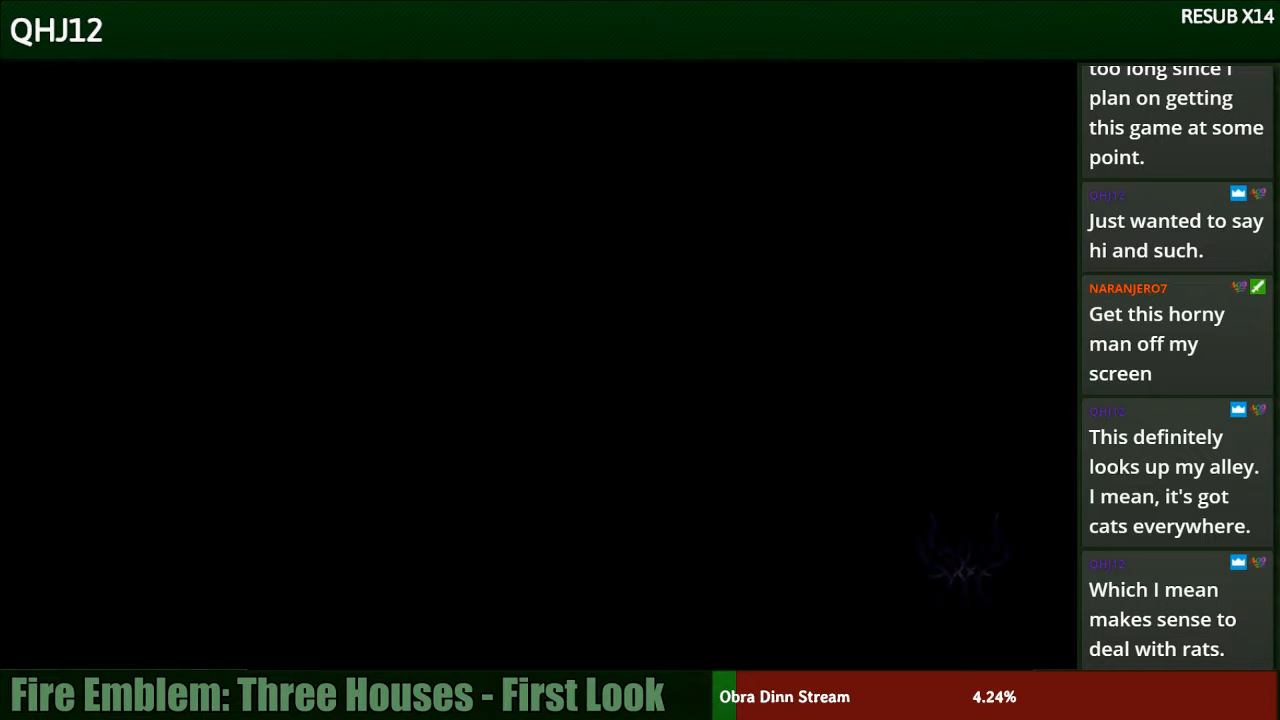 QHJ12
RESUB X14
too long since I
plan on getting
this game at some
point.
QHJ12
Just wanted to say
hi and such.
NARANJERO7
Get this horny
man off my
screen
QHJ12
This definitely
looks up my alley.
I mean, it's got
cats everywhere.
QHJ12
Which I mean
makes sense to
deal with rats.
Fire Emblem: Three Houses - First Look
Obra Dinn Stream 4.24%